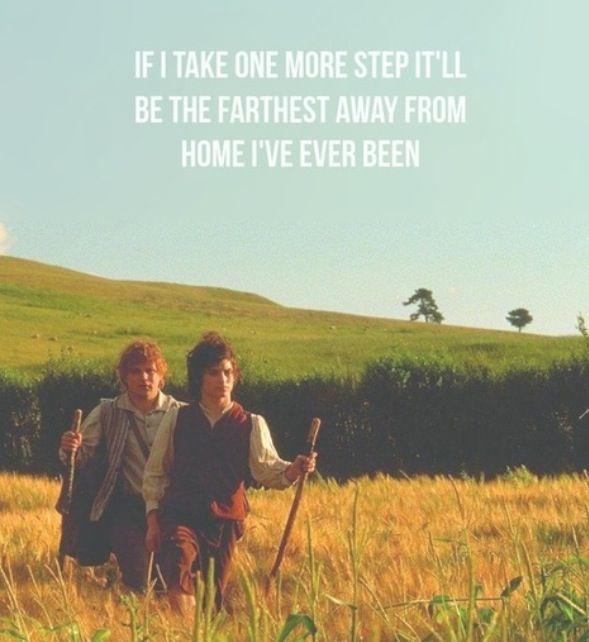 IF I TAKE ONE MORE STEP IT'LL
BE THE FARTHEST AWAY FROM
HOME I'VE EVER BEEN